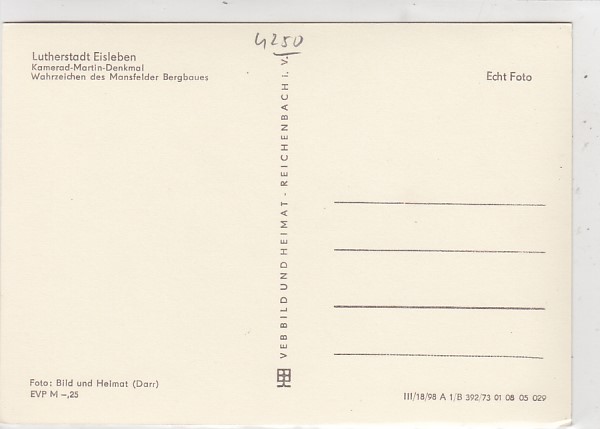 4250
Lutherstadt Eisleben
Kamerad-Martin-Denkmal
Wahrzeichen des Mansfelder Bergbaues
Echt Foto
VEB BILD UND HEIMAT · REICHENBACH I. V.
Foto: Bild und Heimat (Darr)
EVP M –,25
III/18/98 A 1/B 392/73 01 08 05 029